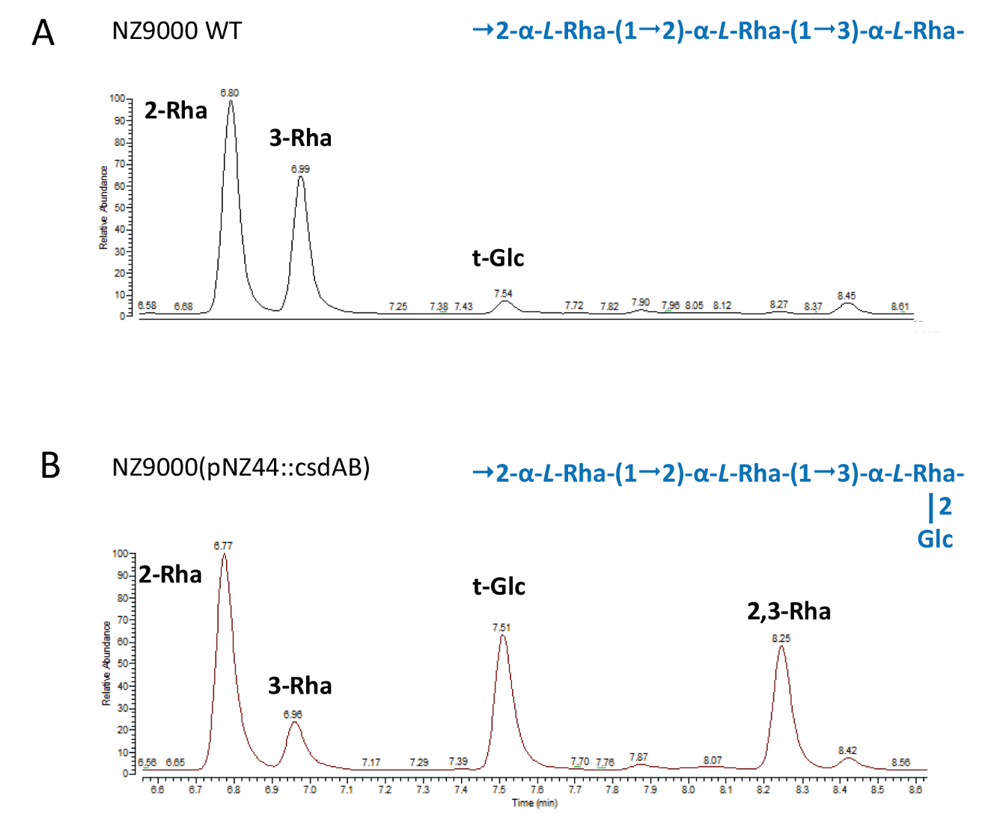 A NZ9000 WT →2-α-L-Rha-(1→2)-α-L-Rha-(1→3)-α-L-Rha-
6.80
2-Rha
3-Rha
6.99
t-Glc
7.54
6.58 6.68 7.25 7.38 7.43 7.72 7.82 7.90 7.96 8.05 8.12 8.27 8.37 8.45 8.61
100
90
80
70
60
50
40
30
20
10
0
Relative Abundance
B NZ9000(pNZ44::csdAB) →2-α-L-Rha-(1→2)-α-L-Rha-(1→3)-α-L-Rha-
|2
Glc
6.77
2-Rha
t-Glc
2,3-Rha
7.51
8.25
3-Rha
6.96
6.56 6.65 7.17 7.29 7.39 7.70 7.76 7.87 8.07 8.42 8.56
100
90
80
70
60
50
40
30
20
10
0
Relative Abundance
6.6 6.7 6.8 6.9 7.0 7.1 7.2 7.3 7.4 7.5 7.6 7.7 7.8 7.9 8.0 8.1 8.2 8.3 8.4 8.5 8.6
Time (min)